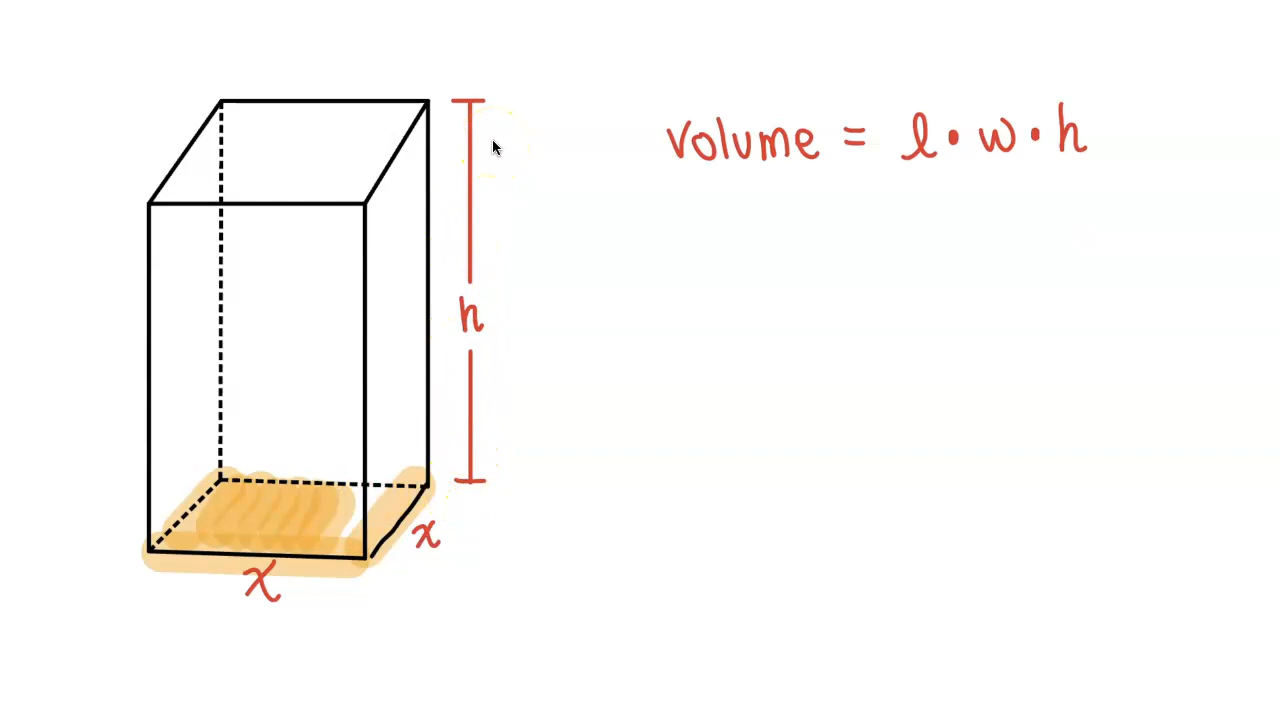 volume = l · w · h
h
x
x